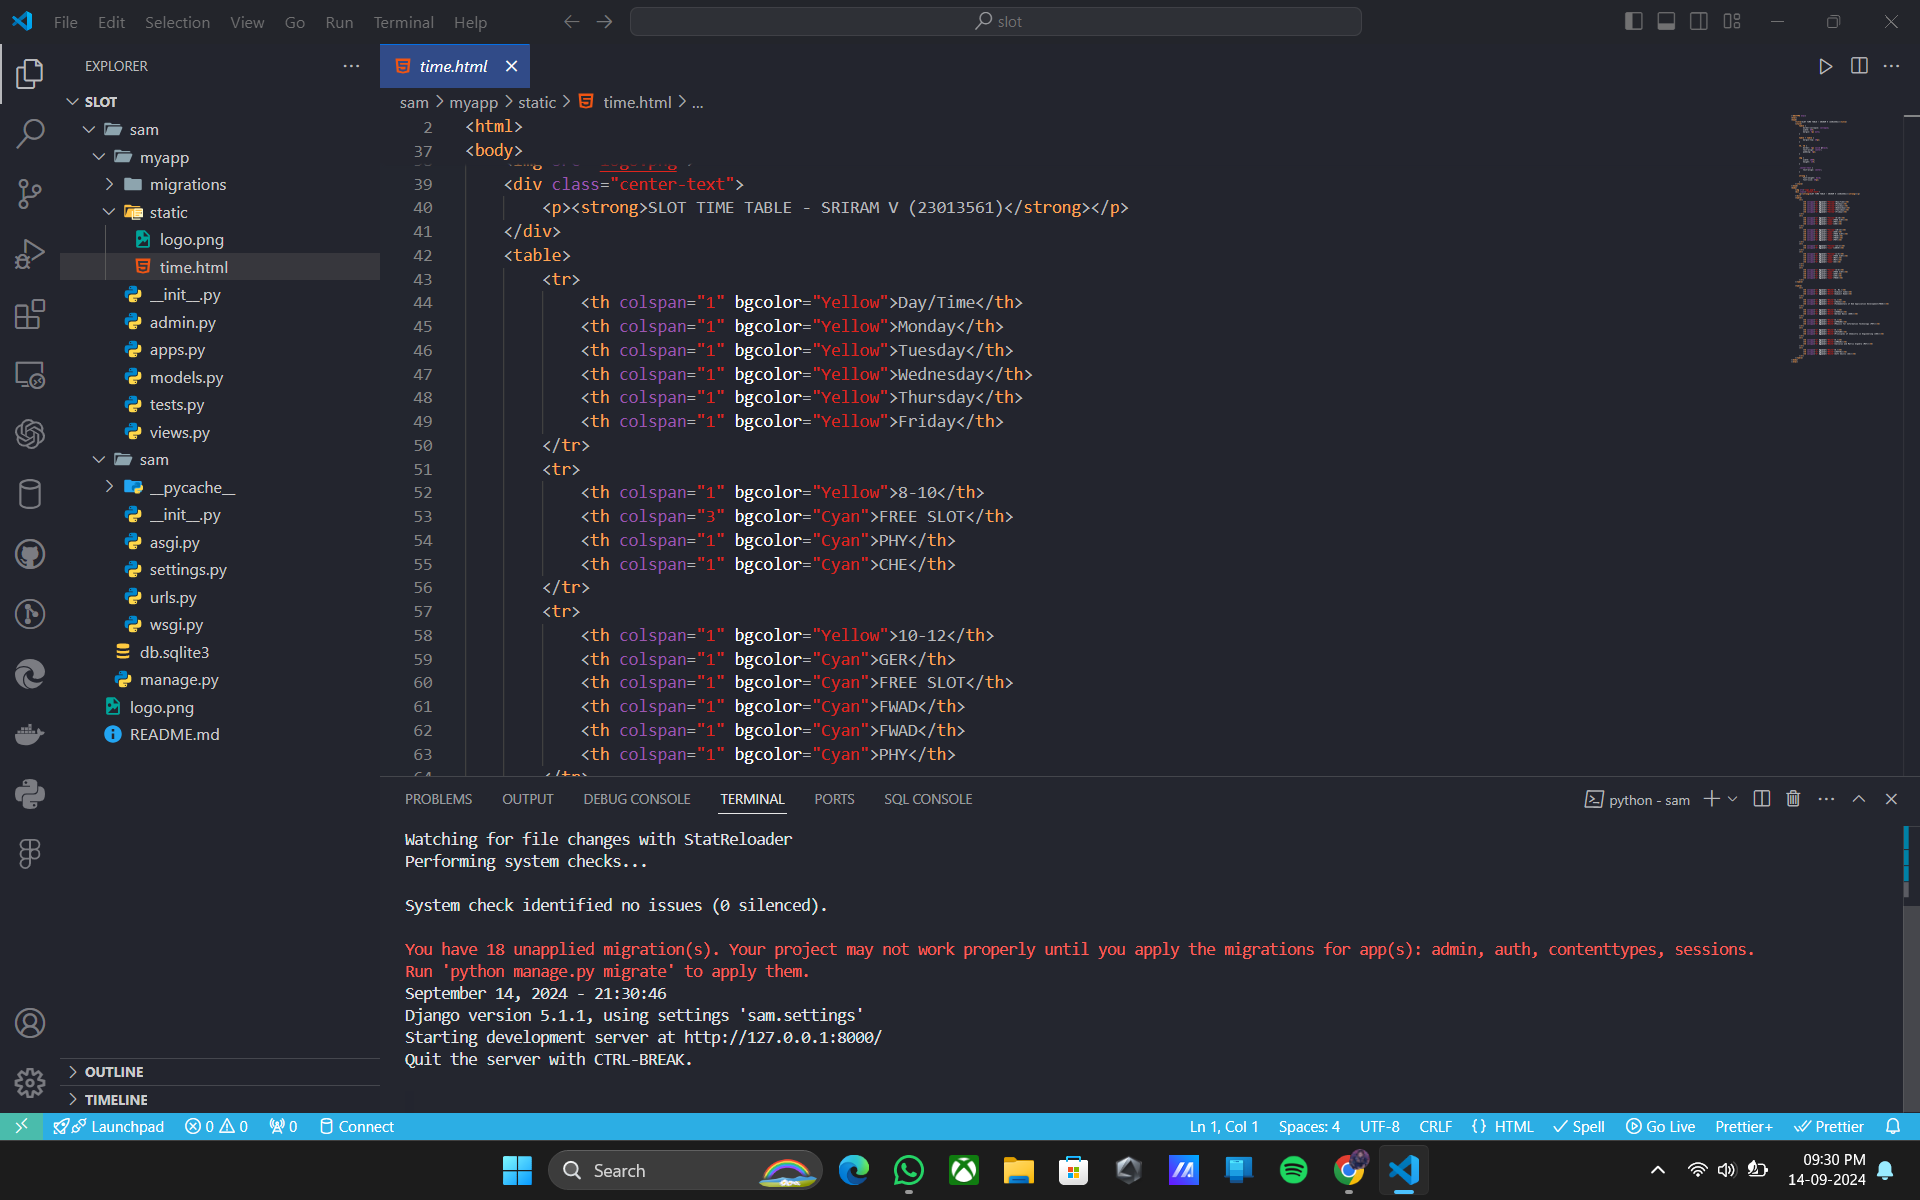 File Edit Selection View Go Run Terminal Help
slot
EXPLORER
SLOT
sam
myapp
migrations
static
logo.png
time.html
__init__.py
admin.py
apps.py
models.py
tests.py
views.py
sam
__pycache__
__init__.py
asgi.py
settings.py
urls.py
wsgi.py
db.sqlite3
manage.py
logo.png
README.md
OUTLINE
TIMELINE
time.html
sam > myapp > static > time.html > ...
2 <html>
37 <body>
39 <div class="center-text">
40 <p><strong>SLOT TIME TABLE - SRIRAM V (23013561)</strong></p>
41 </div>
42 <table>
43 <tr>
44 <th colspan="1" bgcolor="Yellow">Day/Time</th>
45 <th colspan="1" bgcolor="Yellow">Monday</th>
46 <th colspan="1" bgcolor="Yellow">Tuesday</th>
47 <th colspan="1" bgcolor="Yellow">Wednesday</th>
48 <th colspan="1" bgcolor="Yellow">Thursday</th>
49 <th colspan="1" bgcolor="Yellow">Friday</th>
50 </tr>
51 <tr>
52 <th colspan="1" bgcolor="Yellow">8-10</th>
53 <th colspan="3" bgcolor="Cyan">FREE SLOT</th>
54 <th colspan="1" bgcolor="Cyan">PHY</th>
55 <th colspan="1" bgcolor="Cyan">CHE</th>
56 </tr>
57 <tr>
58 <th colspan="1" bgcolor="Yellow">10-12</th>
59 <th colspan="1" bgcolor="Cyan">GER</th>
60 <th colspan="1" bgcolor="Cyan">FREE SLOT</th>
61 <th colspan="1" bgcolor="Cyan">FWAD</th>
62 <th colspan="1" bgcolor="Cyan">FWAD</th>
63 <th colspan="1" bgcolor="Cyan">PHY</th>
PROBLEMS OUTPUT DEBUG CONSOLE TERMINAL PORTS SQL CONSOLE
python - sam
Watching for file changes with StatReloader
Performing system checks...
System check identified no issues (0 silenced).
You have 18 unapplied migration(s). Your project may not work properly until you apply the migrations for app(s): admin, auth, contenttypes, sessions.
Run 'python manage.py migrate' to apply them.
September 14, 2024 - 21:30:46
Django version 5.1.1, using settings 'sam.settings'
Starting development server at http://127.0.0.1:8000/
Quit the server with CTRL-BREAK.
Launchpad 0 0 0 Connect
Ln 1, Col 1 Spaces: 4 UTF-8 CRLF {} HTML Spell Go Live Prettier+ Prettier
Search
09:30 PM
14-09-2024